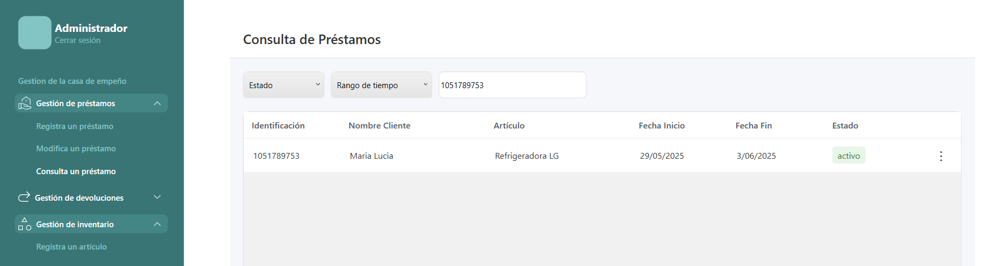 Administrador
Cerrar sesión
Gestion de la casa de empeño
Gestión de préstamos
Registra un préstamo
Modifica un préstamo
Consulta un préstamo
Gestión de devoluciones
Gestión de inventario
Registra un artículo
Consulta de Préstamos
Estado Rango de tiempo 1051789753
Identificación Nombre Cliente Artículo Fecha Inicio Fecha Fin Estado
1051789753 Maria Lucia Refrigeradora LG 29/05/2025 3/06/2025 activo